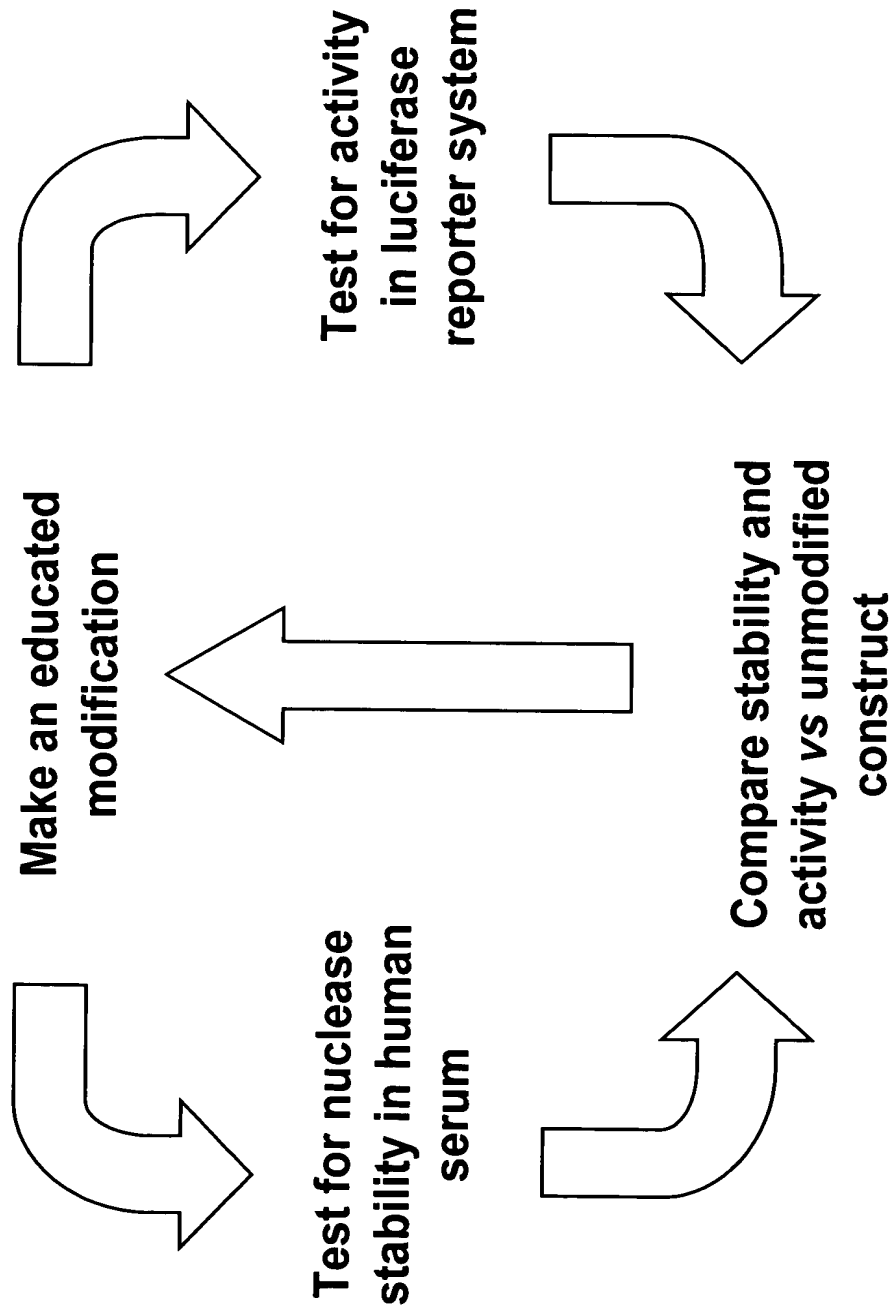 Make an educated
modification
Test for nuclease
stability in human
serum
Test for activity
in luciferase
reporter system
Compare stability and
activity vs unmodified
construct